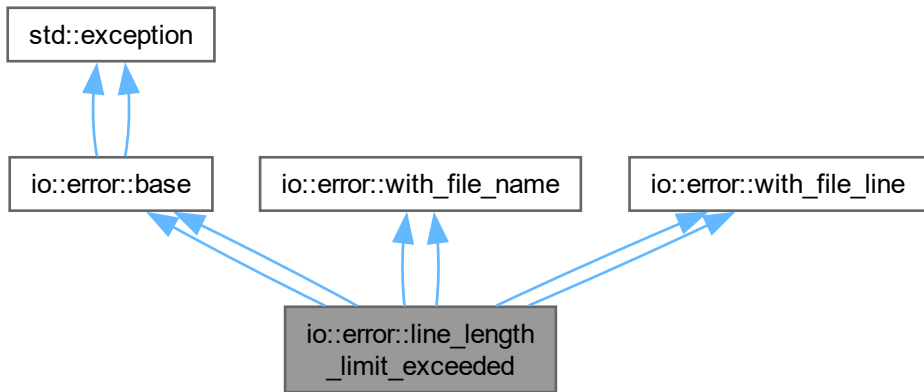 std::exception
io::error::base
io::error::with_file_name
io::error::with_file_line
io::error::line_length
_limit_exceeded